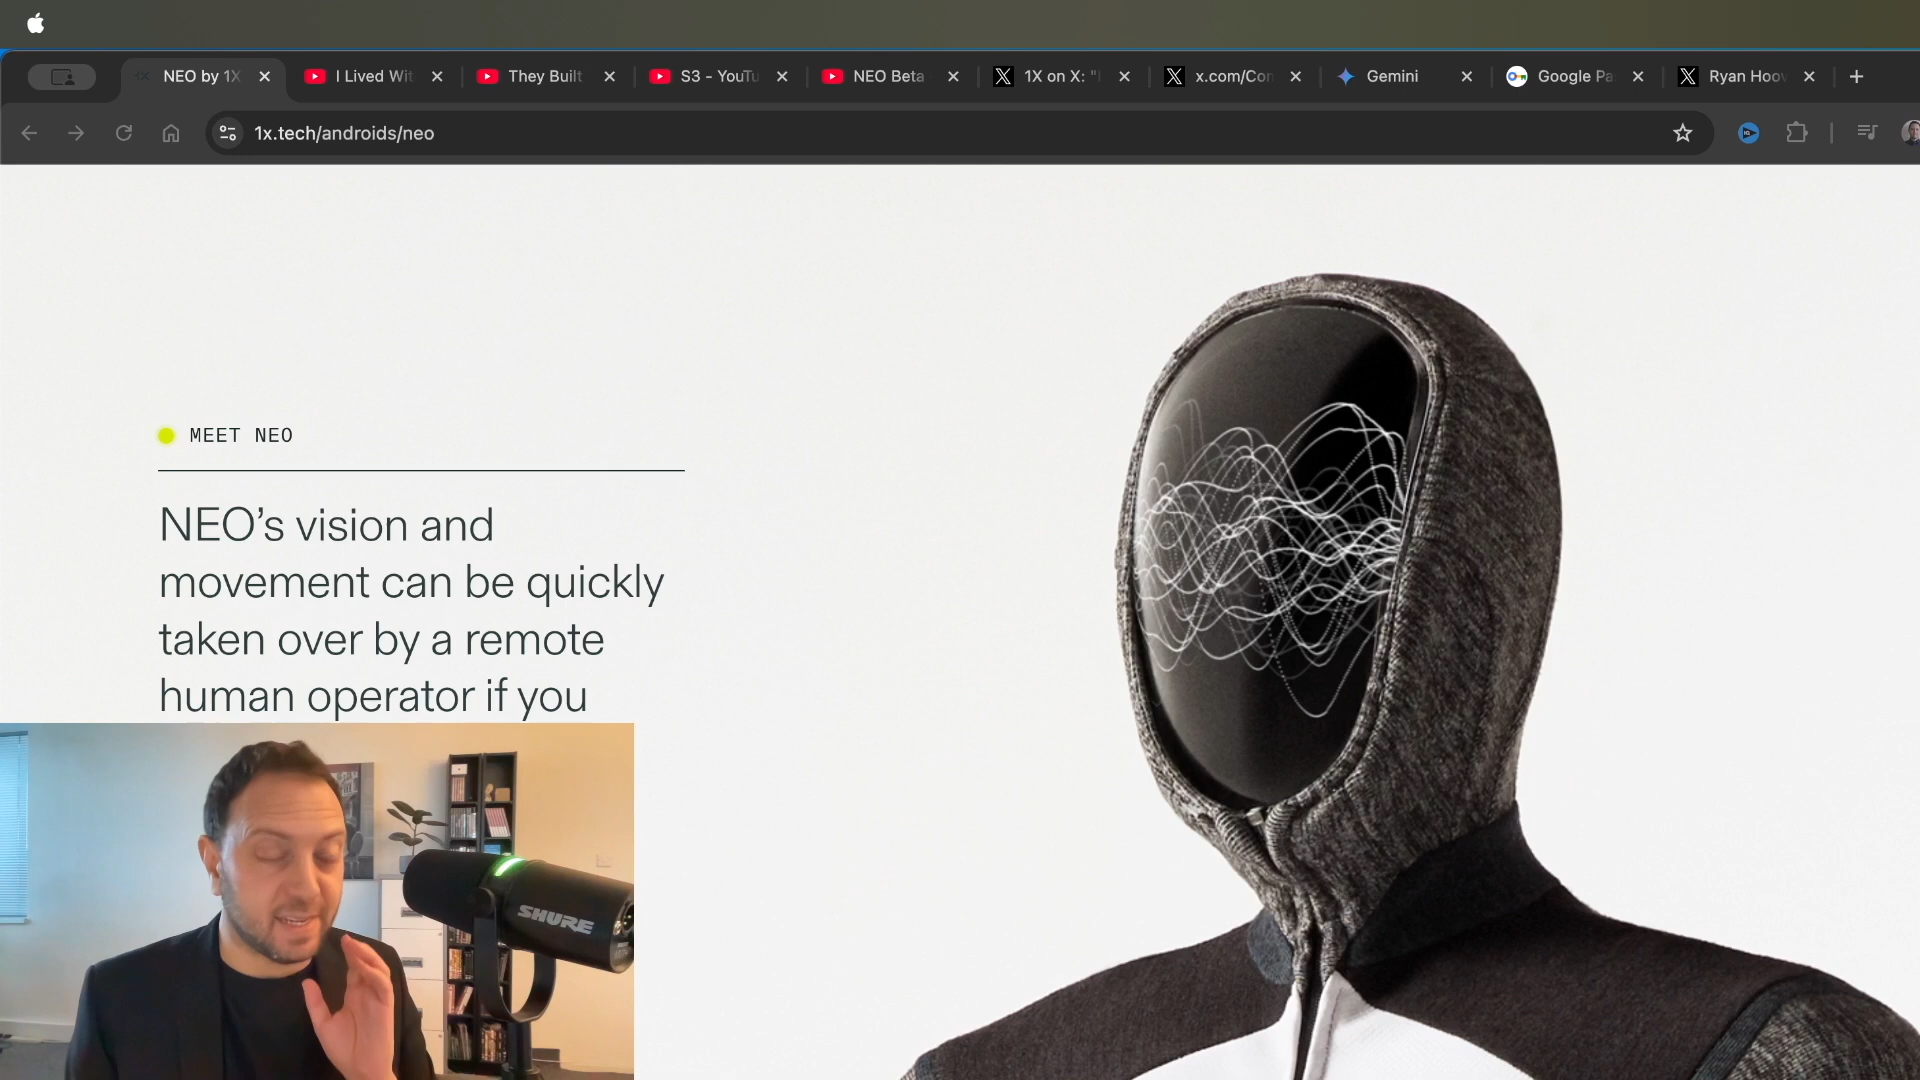 NEO by 1X
I Lived Wit
They Built
S3 - YouTu
NEO Beta
1X on X: "I
x.com/Con
Gemini
Google Pa
Ryan Hoov
1x.tech/androids/neo
MEET NEO
NEO's vision and
movement can be quickly
taken over by a remote
human operator if you
SHURE